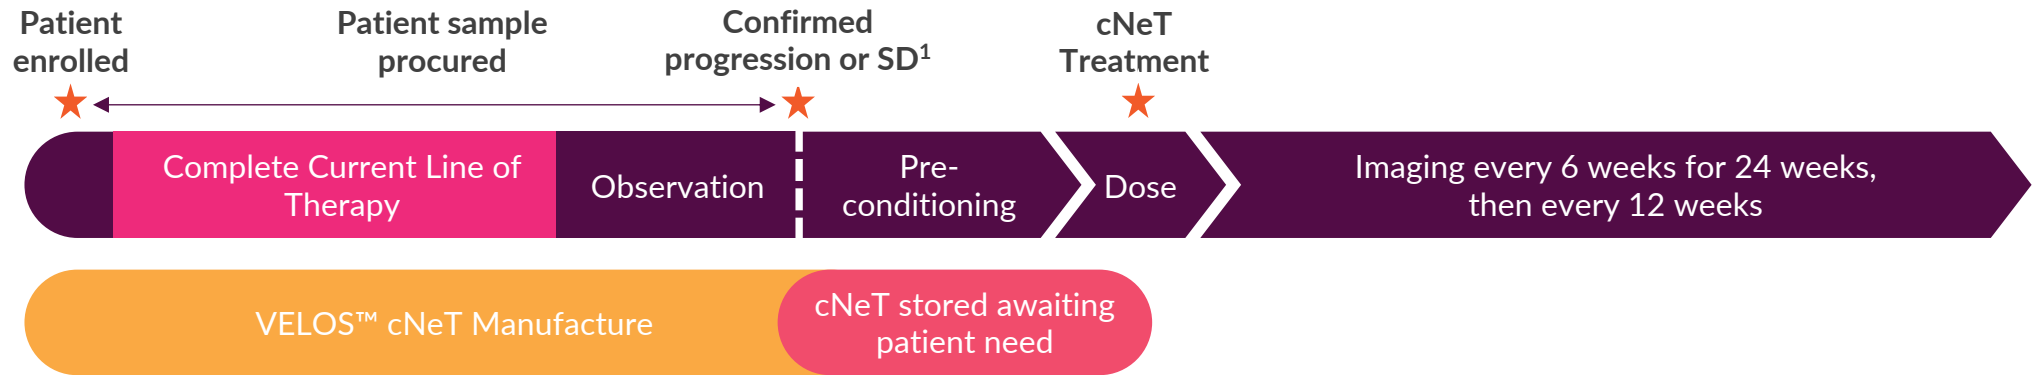 Patient
enrolled
Patient sample
procured
Confirmed
progression or SD¹
cNeT
Treatment
Complete Current Line of
Therapy
Observation
Pre-
conditioning
Dose
Imaging every 6 weeks for 24 weeks,
then every 12 weeks
VELOS™ cNeT Manufacture
cNeT stored awaiting
patient need